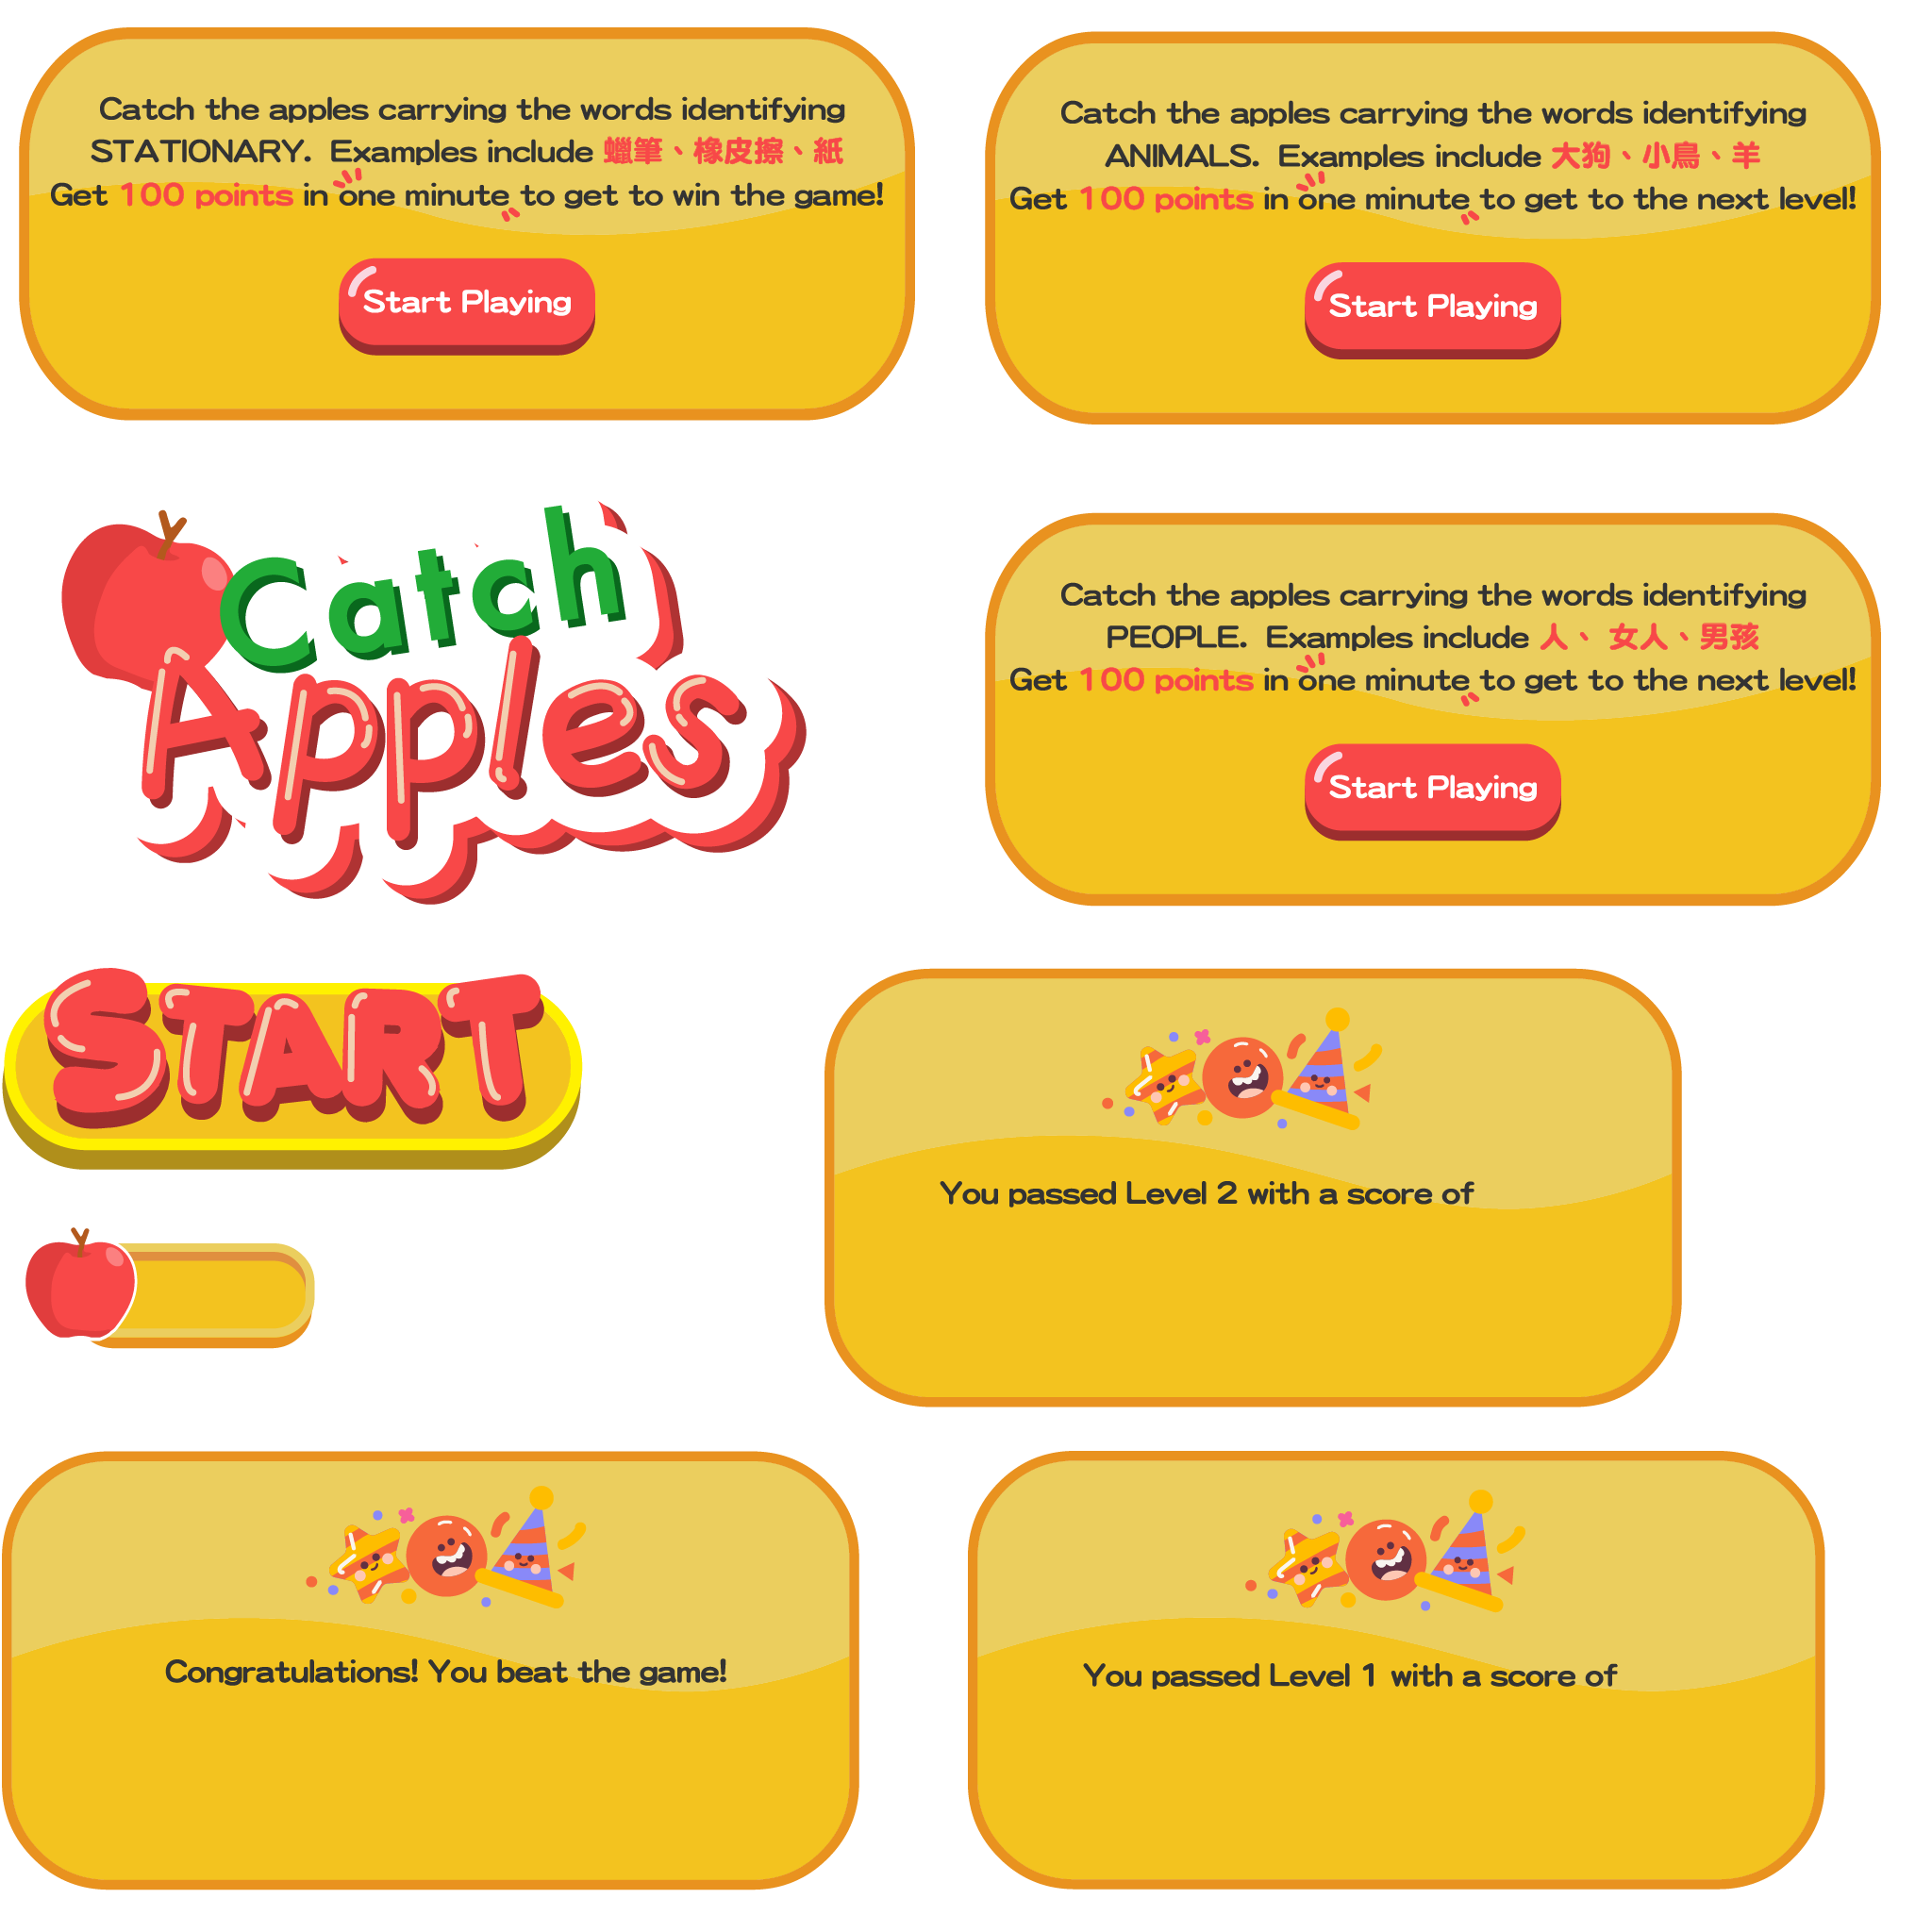 Catch the apples carrying the words identifying
STATIONARY. Examples include 蠟筆、橡皮擦、紙
Get 100 points in one minute to get to win the game!
Start Playing
Catch the apples carrying the words identifying
ANIMALS. Examples include 大狗、小鳥、羊
Get 100 points in one minute to get to the next level!
Start Playing
Catch
Apples
Catch the apples carrying the words identifying
PEOPLE. Examples include 人、 女人、男孩
Get 100 points in one minute to get to the next level!
Start Playing
START
You passed Level 2 with a score of
Congratulations! You beat the game!
You passed Level 1 with a score of